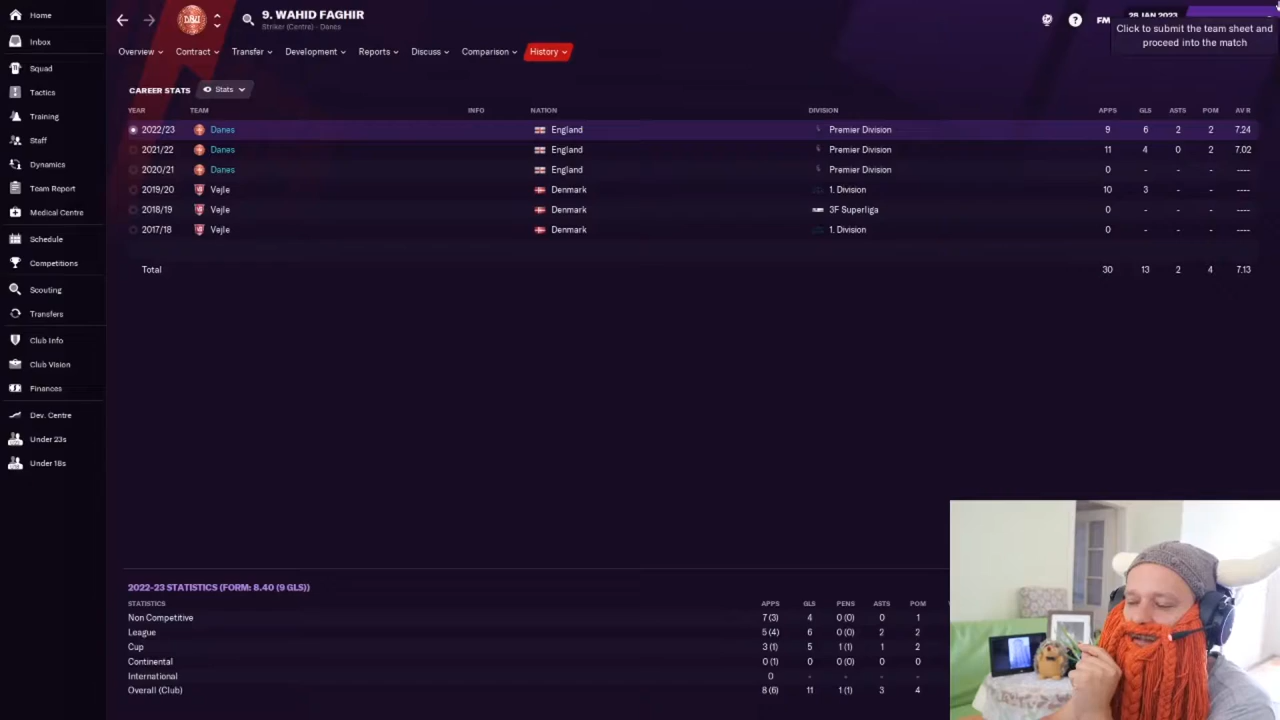 Home
Inbox
Squad
Tactics
Training
Staff
Dynamics
Team Report
Medical Centre
Schedule
Competitions
Scouting
Transfers
Club Info
Club Vision
Finances
Dev. Centre
Under 23s
Under 18s
9. WAHID FAGHIR
Striker (Centre) - Danes
FM
28 JAN 2023
Click to submit the team sheet and
proceed into the match
Overview Contract Transfer Development Reports Discuss Comparison History
CAREER STATS Stats
YEAR TEAM INFO NATION DIVISION APPS GLS ASTS POM AV R
2022/23 Danes England Premier Division 9 6 2 2 7.24
2021/22 Danes England Premier Division 11 4 0 2 7.02
2020/21 Danes England Premier Division 0 - - - ----
2019/20 Vejle Denmark 1. Division 10 3 - - ----
2018/19 Vejle Denmark 3F Superliga 0 - - - ----
2017/18 Vejle Denmark 1. Division 0 - - - ----
Total 30 13 2 4 7.13
2022-23 STATISTICS (FORM: 8.40 (9 GLS))
STATISTICS APPS GLS PENS ASTS POM
Non Competitive 7 (3) 4 0 (0) 0 1
League 5 (4) 6 0 (0) 2 2
Cup 3 (1) 5 1 (1) 1 2
Continental 0 (1) 0 0 (0) 0 0
International 0 - - - -
Overall (Club) 8 (6) 11 1 (1) 3 4